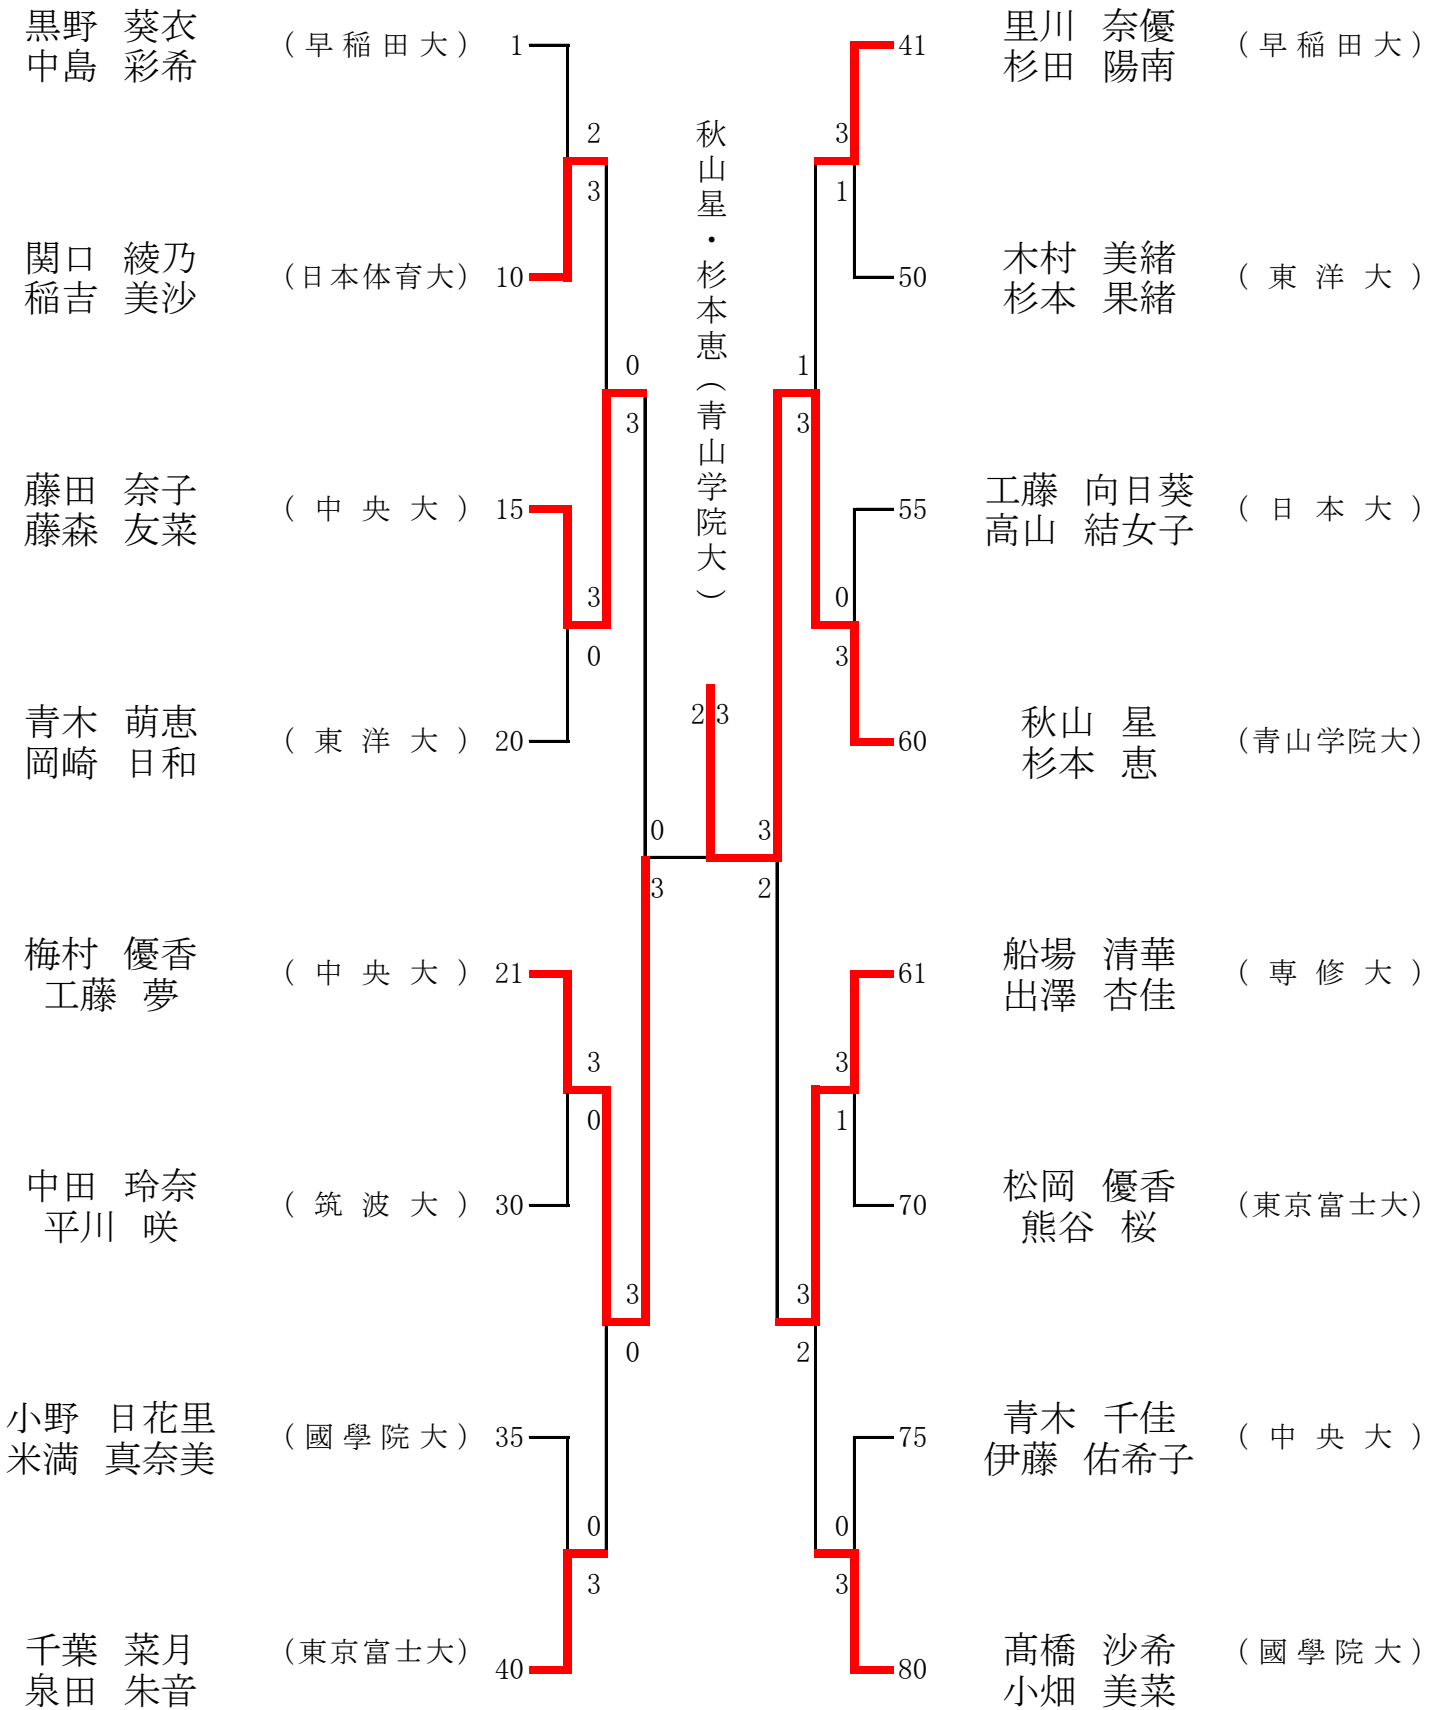 黒野 葵衣
中島 彩希
(早稲田大) 1
2
3
関口 綾乃
稲吉 美沙
(日本体育大) 10
0
3
藤田 奈子
藤森 友菜
(中央大) 15
3
0
青木 萌恵
岡崎 日和
(東洋大) 20
0
3
梅村 優香
工藤 夢
(中央大) 21
3
0
中田 玲奈
平川 咲
(筑波大) 30
3
0
小野 日花里
米満 真奈美
(國學院大) 35
0
3
千葉 菜月
泉田 朱音
(東京富士大) 40
秋山星・杉本恵(青山学院大)
2 3
41 里川 奈優
杉田 陽南
(早稲田大)
3
1
50 木村 美緒
杉本 果緒
(東洋大)
1
3
55 工藤 向日葵
高山 結女子
(日本大)
0
3
60 秋山 星
杉本 恵
(青山学院大)
3
2
61 船場 清華
出澤 杏佳
(専修大)
3
1
70 松岡 優香
熊谷 桜
(東京富士大)
3
2
75 青木 千佳
伊藤 佑希子
(中央大)
0
3
80 髙橋 沙希
小畑 美菜
(國學院大)